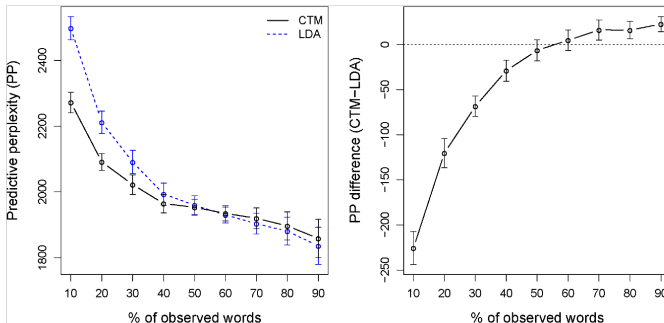 Predictive perplexity (PP)
2400
2200
2000
1800
CTM
LDA
10 20 30 40 50 60 70 80 90
% of observed words
PP difference (CTM−LDA)
0
−50
−100
−150
−200
−250
10 20 30 40 50 60 70 80 90
% of observed words